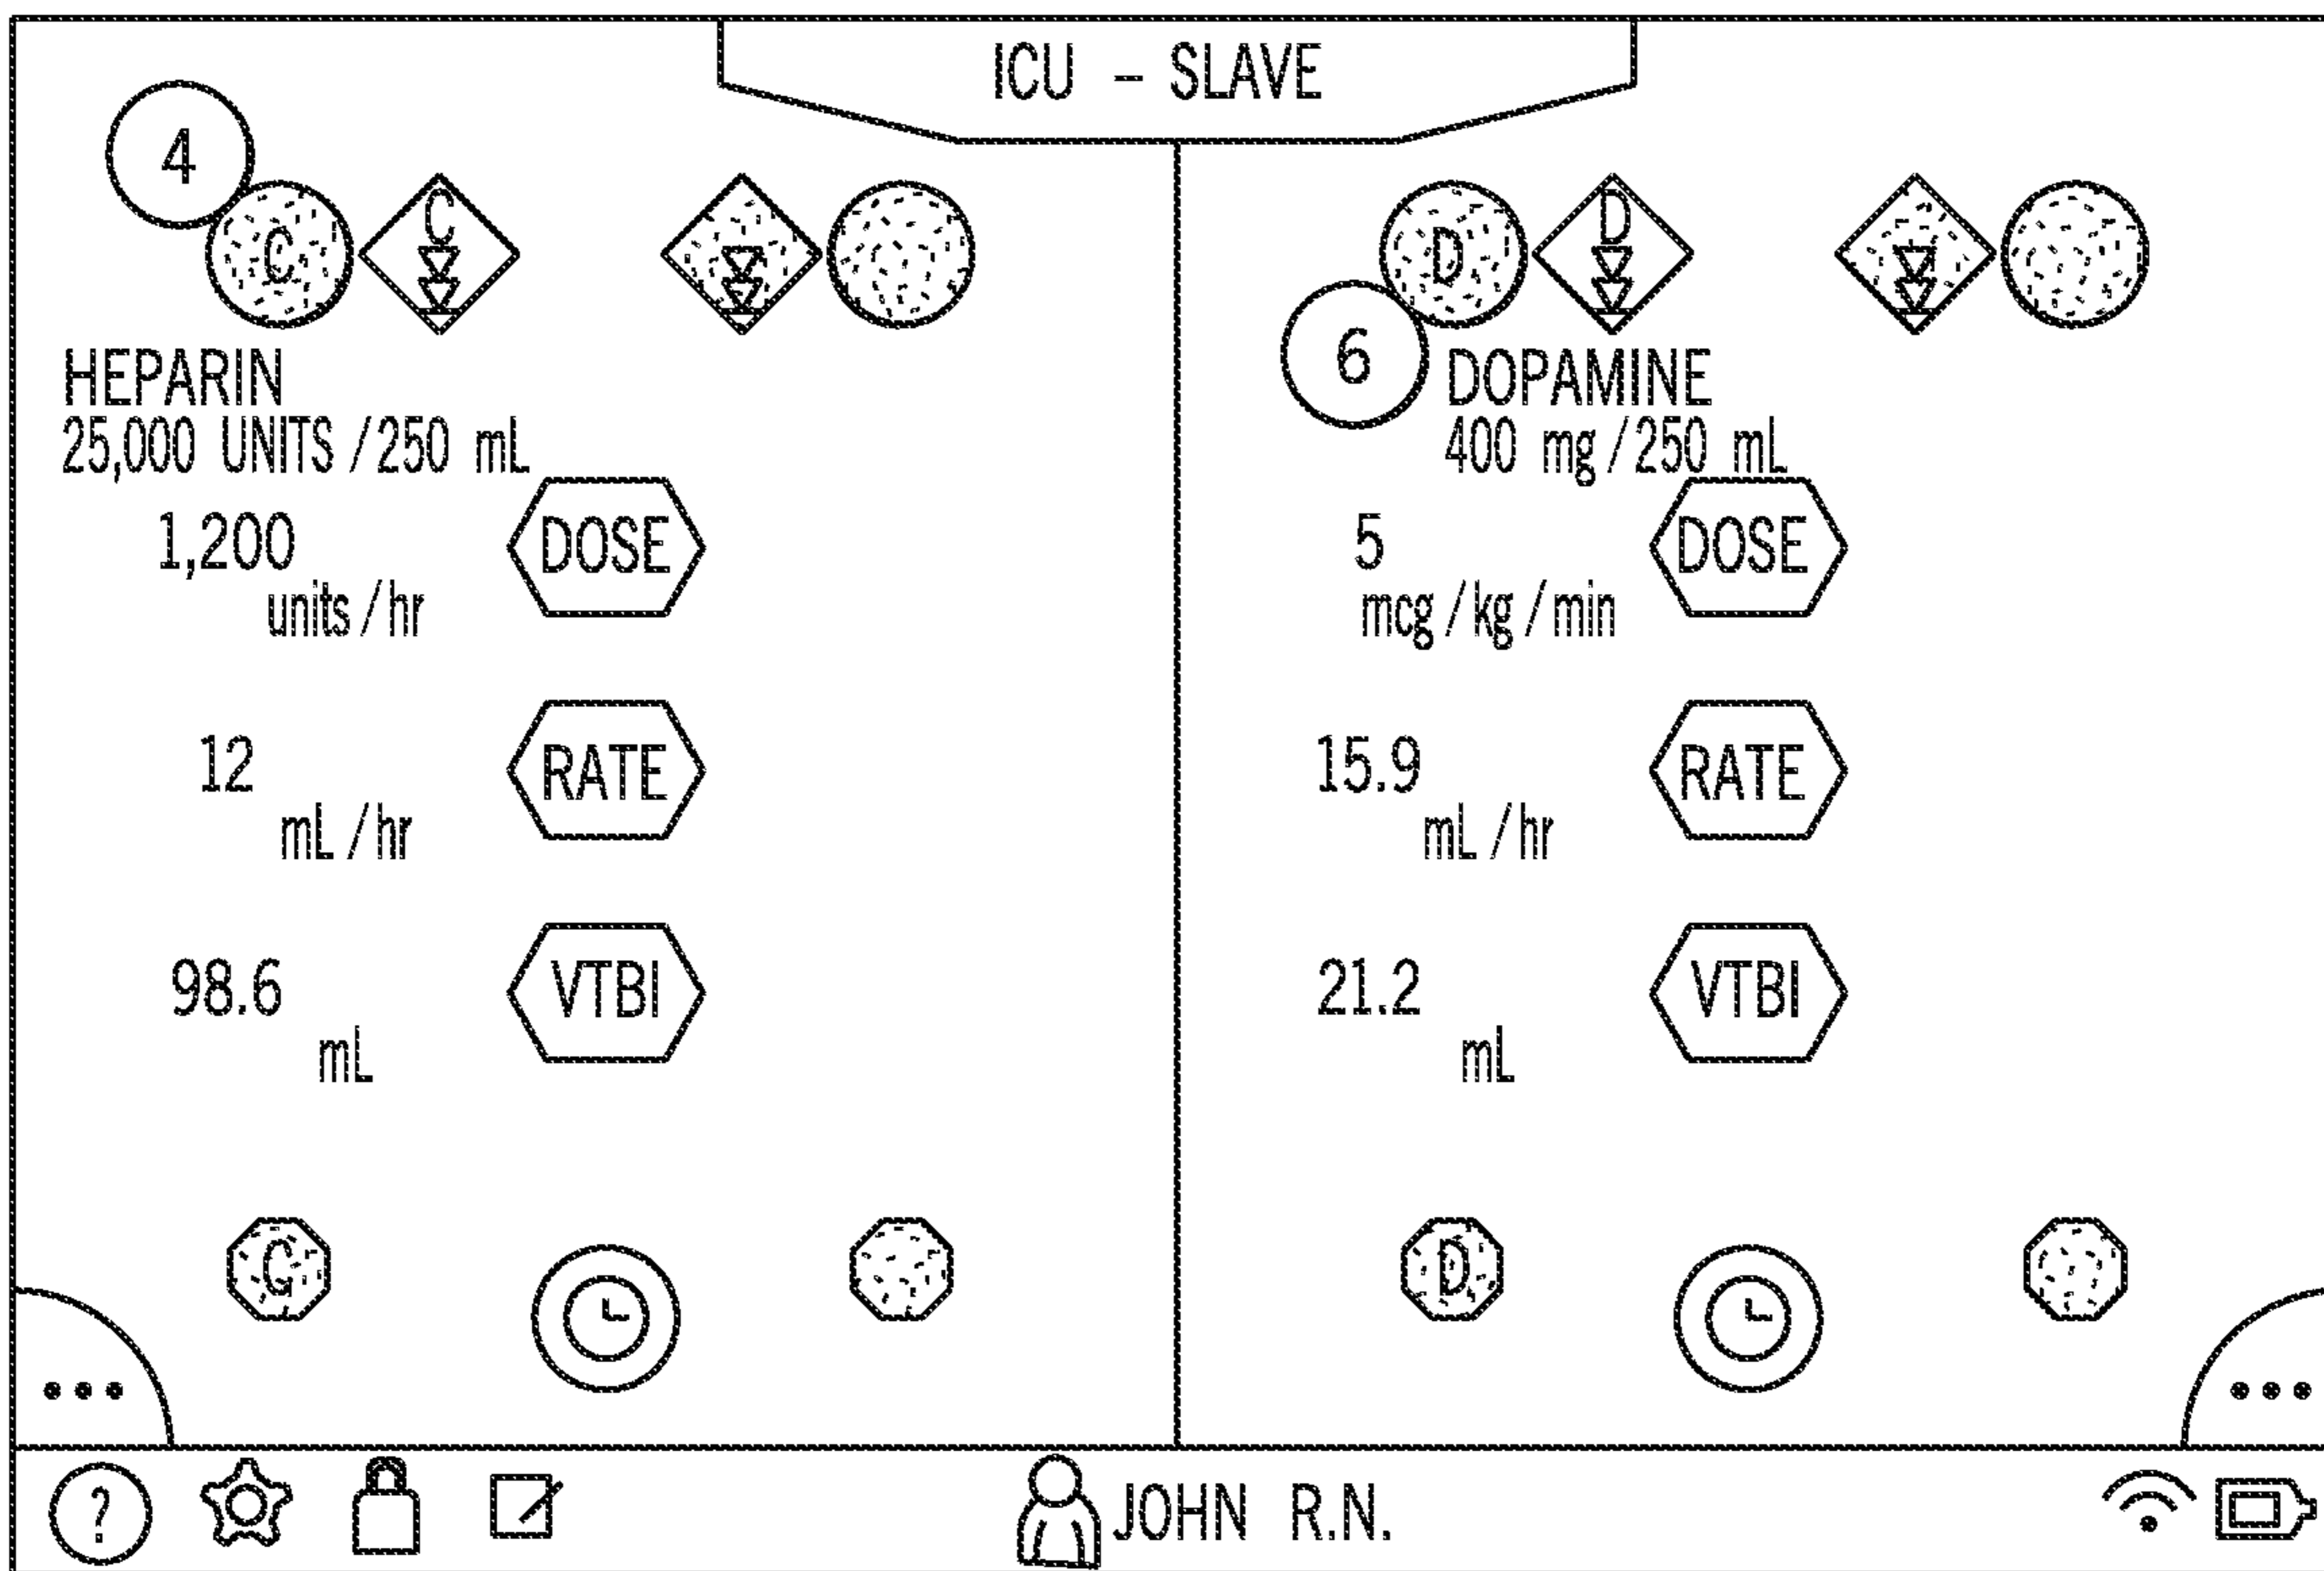 ICU - SLAVE
4
C
C
HEPARIN
25,000 UNITS /250 mL
1,200
units/hr
DOSE
12
mL/hr
RATE
98.6
mL
VTBI
C
D
D
6
DOPAMINE
400 mg/250 mL
5
mcg/kg/min
DOSE
15.9
mL/hr
RATE
21.2
mL
VTBI
D
...
...
?
JOHN R.N.